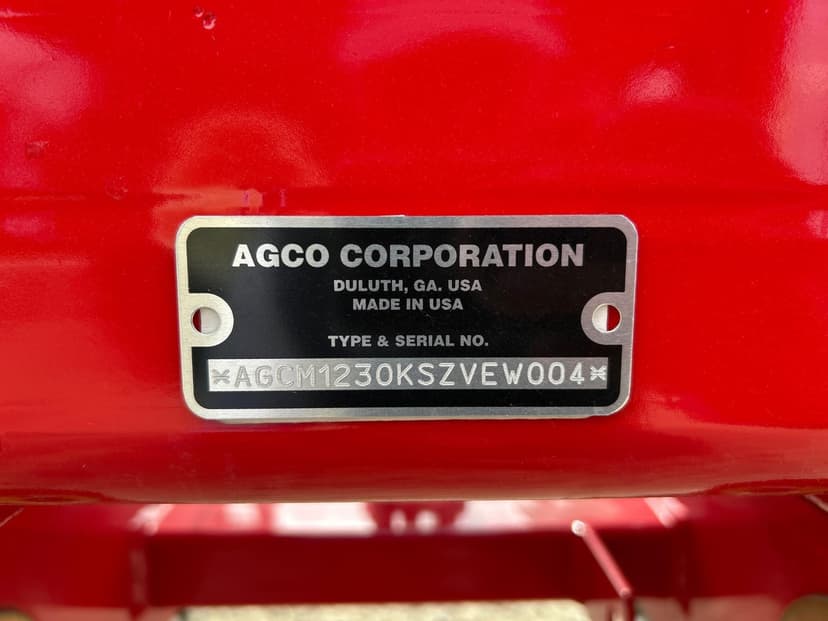 AGCO CORPORATION
DULUTH, GA. USA
MADE IN USA
TYPE & SERIAL NO.
*AGCM1230KSZVEW004*